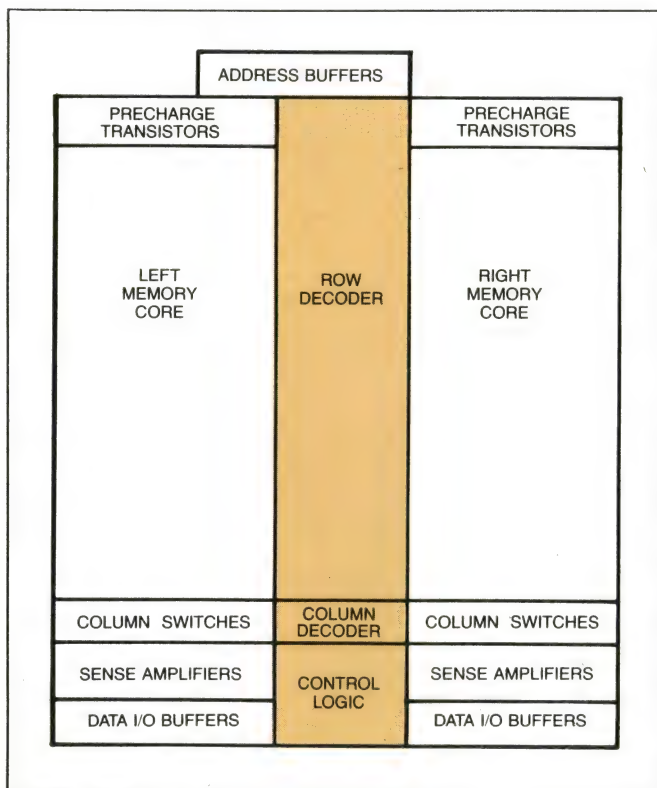 ADDRESS BUFFERS
PRECHARGE
TRANSISTORS
PRECHARGE
TRANSISTORS
LEFT
MEMORY
CORE
ROW
DECODER
RIGHT
MEMORY
CORE
COLUMN SWITCHES
COLUMN
DECODER
COLUMN SWITCHES
SENSE AMPLIFIERS
CONTROL
LOGIC
SENSE AMPLIFIERS
DATA I/O BUFFERS
DATA I/O BUFFERS